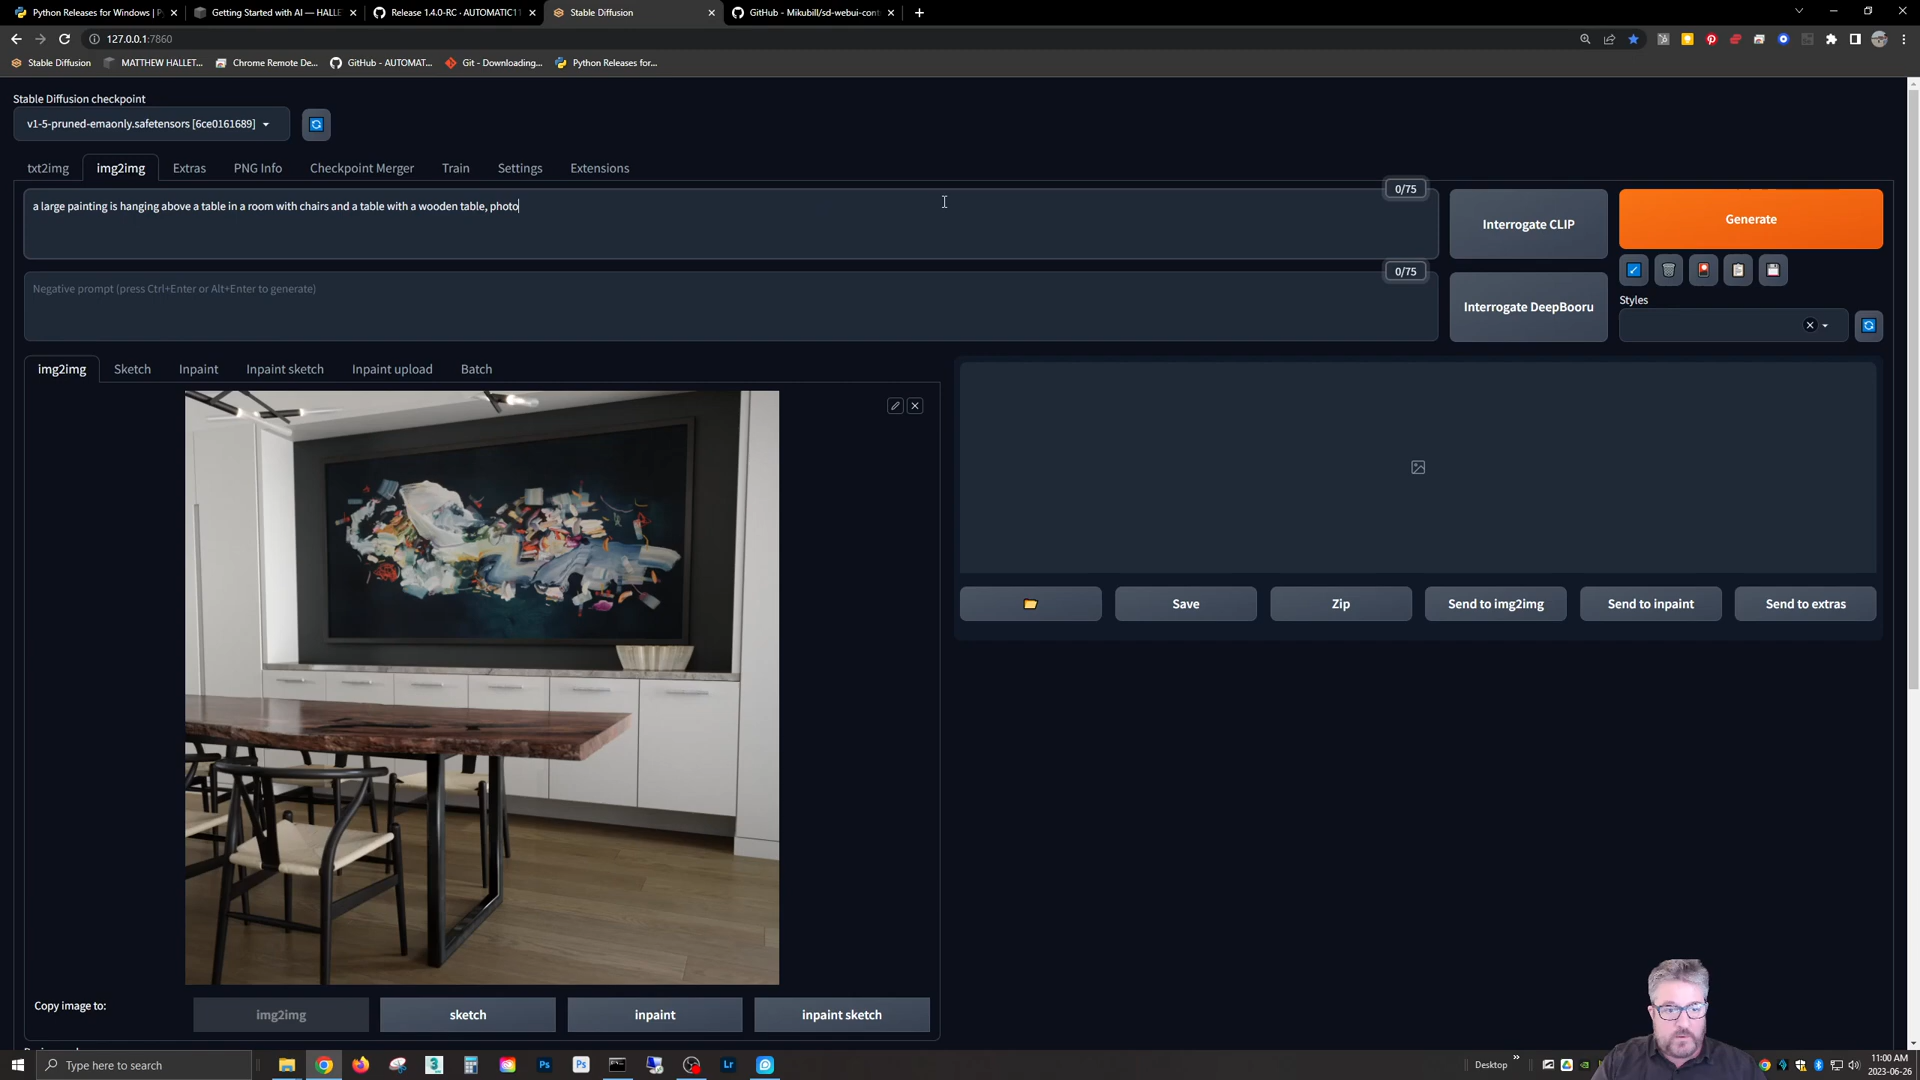 Python Releases for Windows | P
Getting Started with AI — HALLE
Release 1.4.0-RC · AUTOMATIC11
Stable Diffusion
GitHub - Mikubill/sd-webui-cont
127.0.0.1:7860
Stable Diffusion
MATTHEW HALLET...
Chrome Remote De...
GitHub - AUTOMAT...
Git - Downloading...
Python Releases for...
Stable Diffusion checkpoint
v1-5-pruned-emaonly.safetensors [6ce0161689]
txt2img
img2img
Extras
PNG Info
Checkpoint Merger
Train
Settings
Extensions
0/75
a large painting is hanging above a table in a room with chairs and a table with a wooden table, photo
Interrogate CLIP
Generate
0/75
Negative prompt (press Ctrl+Enter or Alt+Enter to generate)
Interrogate DeepBooru
Styles
img2img
Sketch
Inpaint
Inpaint sketch
Inpaint upload
Batch
Save
Zip
Send to img2img
Send to inpaint
Send to extras
Copy image to:
img2img
sketch
inpaint
inpaint sketch
Type here to search
Desktop
11:00 AM
2023-06-26